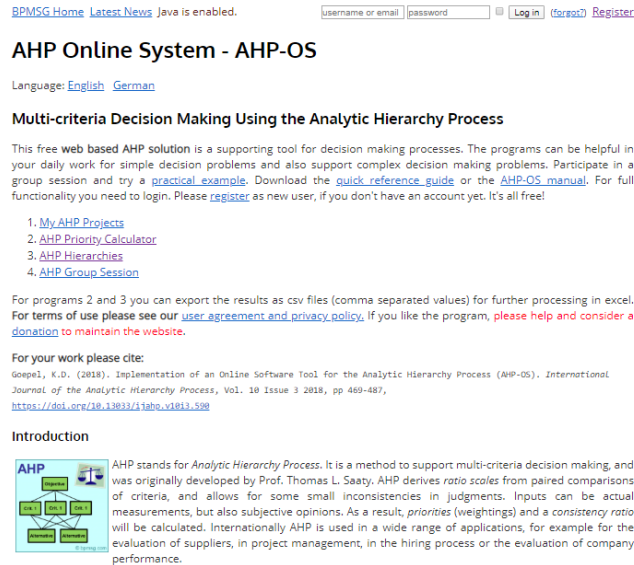 BPMSG Home Latest News Java is enabled. username or email password Log in (forgot?) Register
AHP Online System - AHP-OS
Language: English German
Multi-criteria Decision Making Using the Analytic Hierarchy Process
This free web based AHP solution is a supporting tool for decision making processes. The programs can be helpful in
your daily work for simple decision problems and also support complex decision making problems. Participate in a
group session and try a practical example. Download the quick reference guide or the AHP-OS manual. For full
functionality you need to login. Please register as new user, if you don't have an account yet. It's all free!
1. My AHP Projects
2. AHP Priority Calculator
3. AHP Hierarchies
4. AHP Group Session
For programs 2 and 3 you can export the results as csv files (comma separated values) for further processing in excel.
For terms of use please see our user agreement and privacy policy. If you like the program, please help and consider a
donation to maintain the website.
For your work please cite:
Goepel, K.D. (2018). Implementation of an Online Software Tool for the Analytic Hierarchy Process (AHP-OS). International
Journal of the Analytic Hierarchy Process, Vol. 10 Issue 3 2018, pp 469-487,
https://doi.org/10.13033/ijahp.v10i3.590
Introduction
AHP
Objective
Crit. 1 Crit. 1 Crit. 1
Alternative Alternative
© bpmsg.com
AHP stands for Analytic Hierarchy Process. It is a method to support multi-criteria decision making, and
was originally developed by Prof. Thomas L. Saaty. AHP derives ratio scales from paired comparisons
of criteria, and allows for some small inconsistencies in judgments. Inputs can be actual
measurements, but also subjective opinions. As a result, priorities (weightings) and a consistency ratio
will be calculated. Internationally AHP is used in a wide range of applications, for example for the
evaluation of suppliers, in project management, in the hiring process or the evaluation of company
performance.